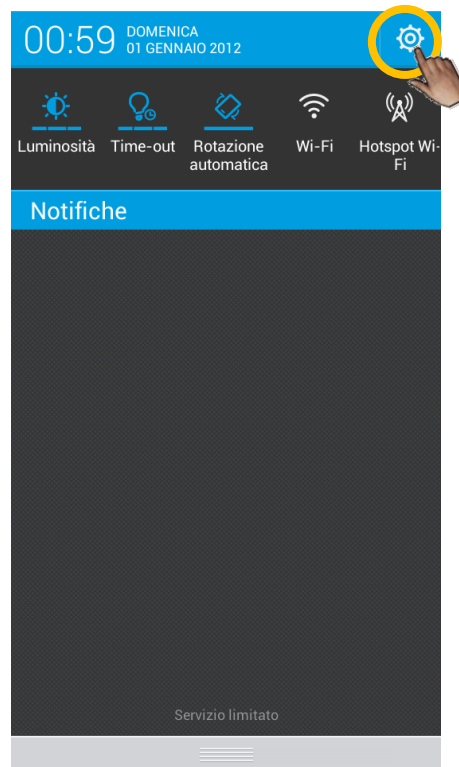 00:59 DOMENICA
01 GENNAIO 2012
Luminosità Time-out Rotazione Wi-Fi Hotspot Wi-
automatica Fi
Notifiche
Servizio limitato